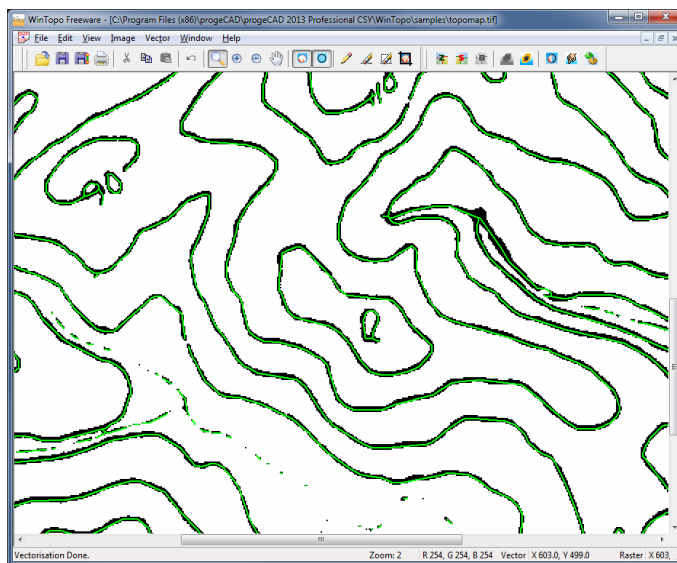 WinTopo Freeware - [C:\Program Files (x86)\progeCAD\progeCAD 2013 Professional CSY\WinTopo\samples\topomap.tif]
File Edit View Image Vector Window Help
Vectorisation Done. Zoom: 2 R 254, G 254, B 254 Vector X 603.0, Y 499.0 Raster X 603,